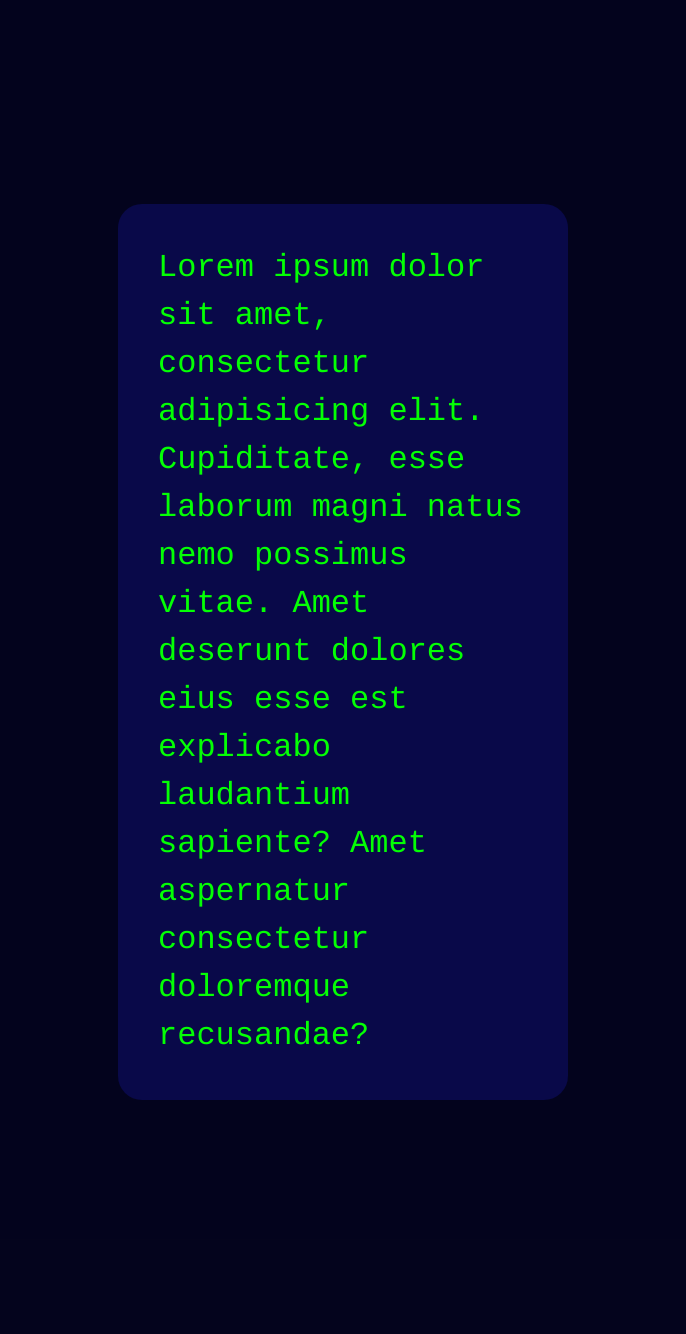 Lorem ipsum dolor
sit amet,
consectetur
adipisicing elit.
Cupiditate, esse
laborum magni natus
nemo possimus
vitae. Amet
deserunt dolores
eius esse est
explicabo
laudantium
sapiente? Amet
aspernatur
consectetur
doloremque
recusandae?